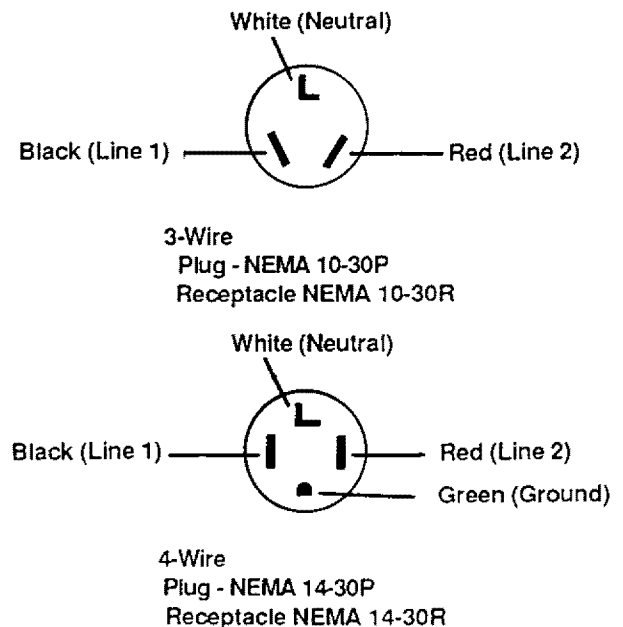 White (Neutral)
Black (Line 1)
Red (Line 2)
3-Wire
Plug - NEMA 10-30P
Receptacle NEMA 10-30R
White (Neutral)
Black (Line 1)
Red (Line 2)
Green (Ground)
4-Wire
Plug - NEMA 14-30P
Receptacle NEMA 14-30R